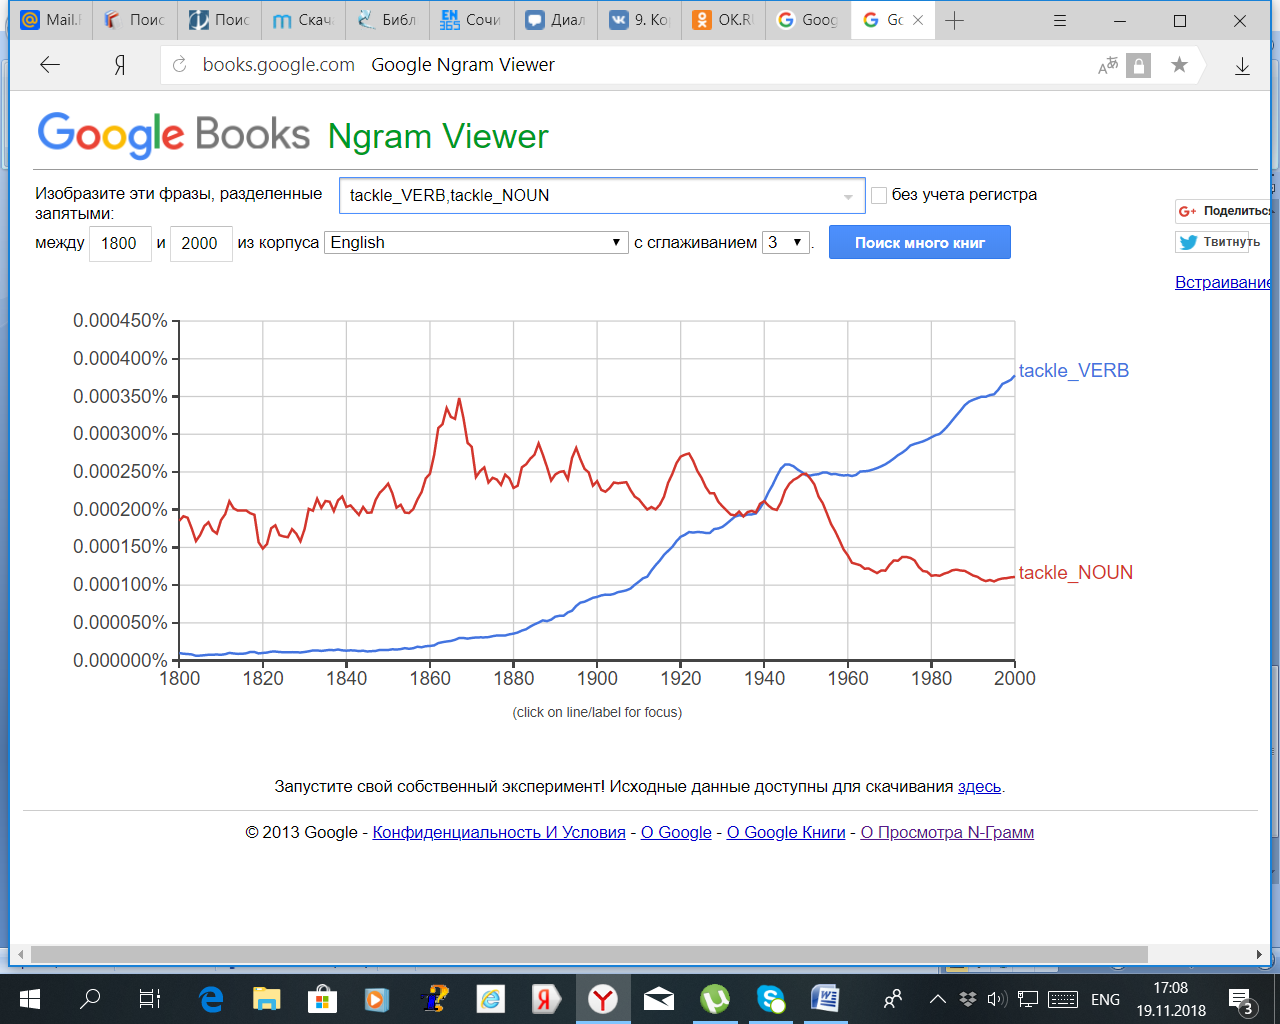 Mail.R
Поис
Поис
Скача
Библ
EN 365 Сочи
Диал
9. Ко
OK.RU
Goog
Go
Я books.google.com Google Ngram Viewer
Google Books Ngram Viewer
Изобразите эти фразы, разделенные запятыми:
tackle_VERB,tackle_NOUN
без учета регистра
между 1800 и 2000 из корпуса English с сглаживанием 3. Поиск много книг
G+ Поделиться
Твитнуть
Встраивание
0.000450%
0.000400%
0.000350%
0.000300%
0.000250%
0.000200%
0.000150%
0.000100%
0.000050%
0.000000%
tackle_VERB
tackle_NOUN
1800 1820 1840 1860 1880 1900 1920 1940 1960 1980 2000
(click on line/label for focus)
Запустите свой собственный эксперимент! Исходные данные доступны для скачивания здесь.
© 2013 Google - Конфиденциальность И Условия - О Google - О Google Книги - О Просмотра N-Грамм
ENG
17:08
19.11.2018
3